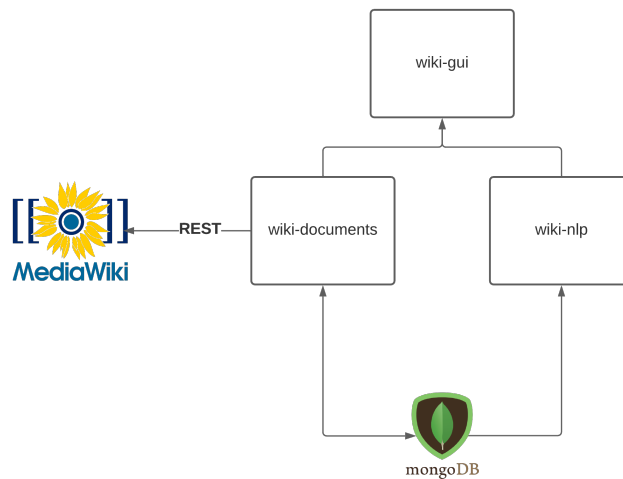 wiki-gui
[[ ]]
MediaWiki
REST
wiki-documents
wiki-nlp
mongoDB